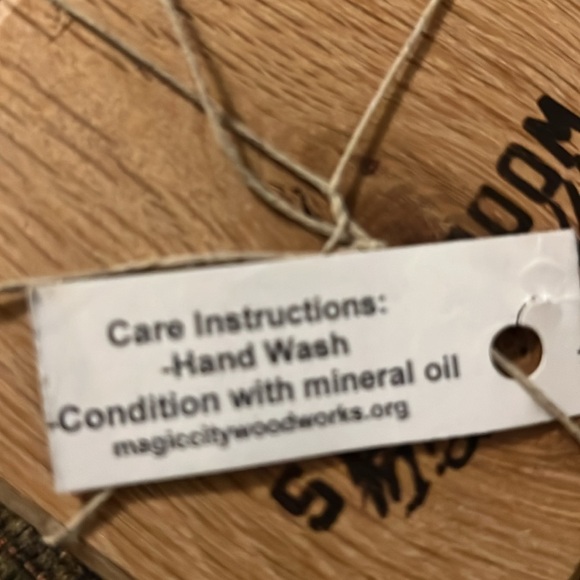 Care Instructions:
-Hand Wash
-Condition with mineral oil
magiccitywoodworks.org